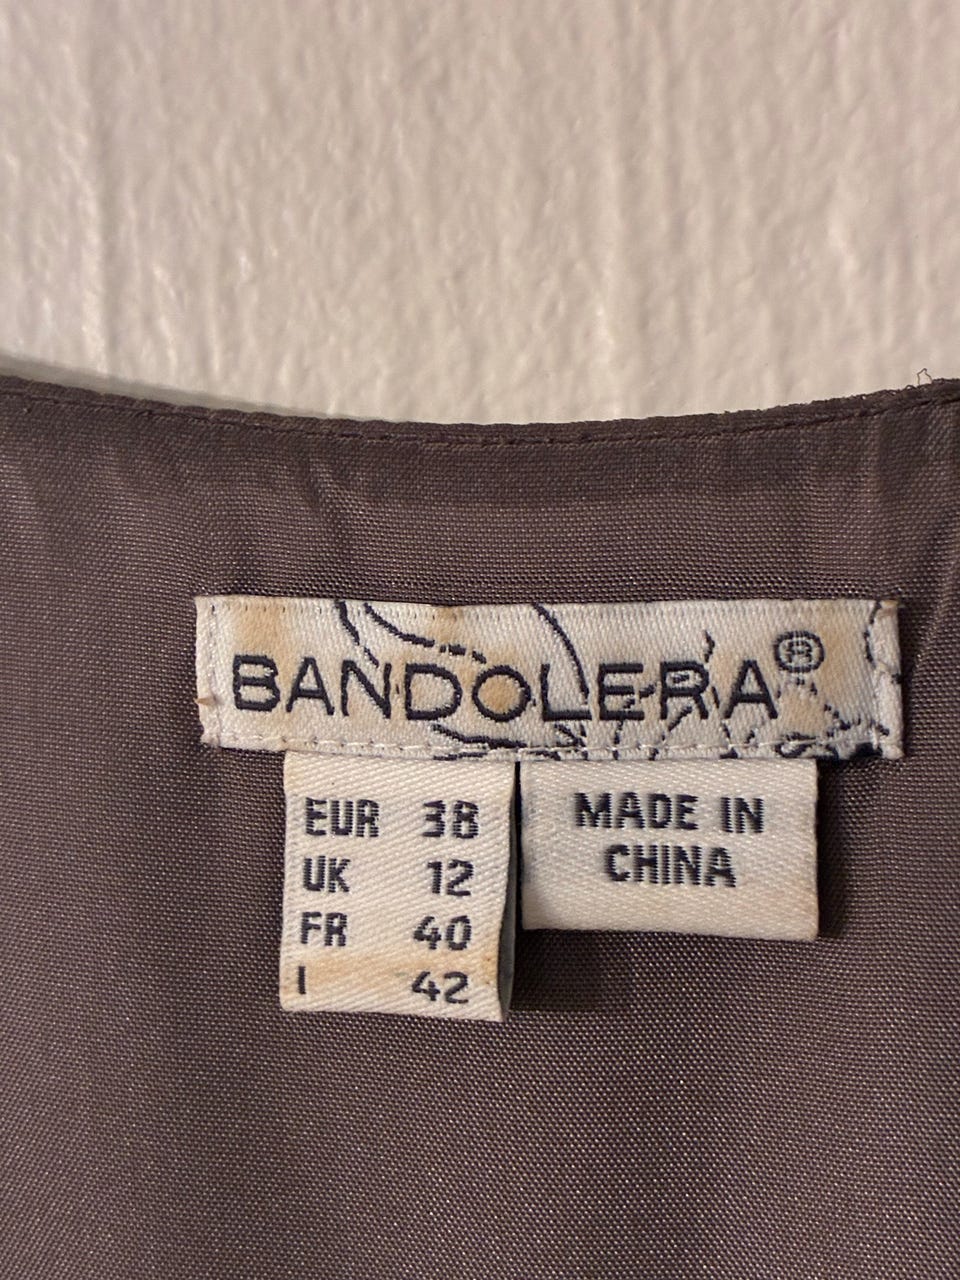 BANDOLERA®
EUR 38
UK 12
FR 40
I 42
MADE IN
CHINA